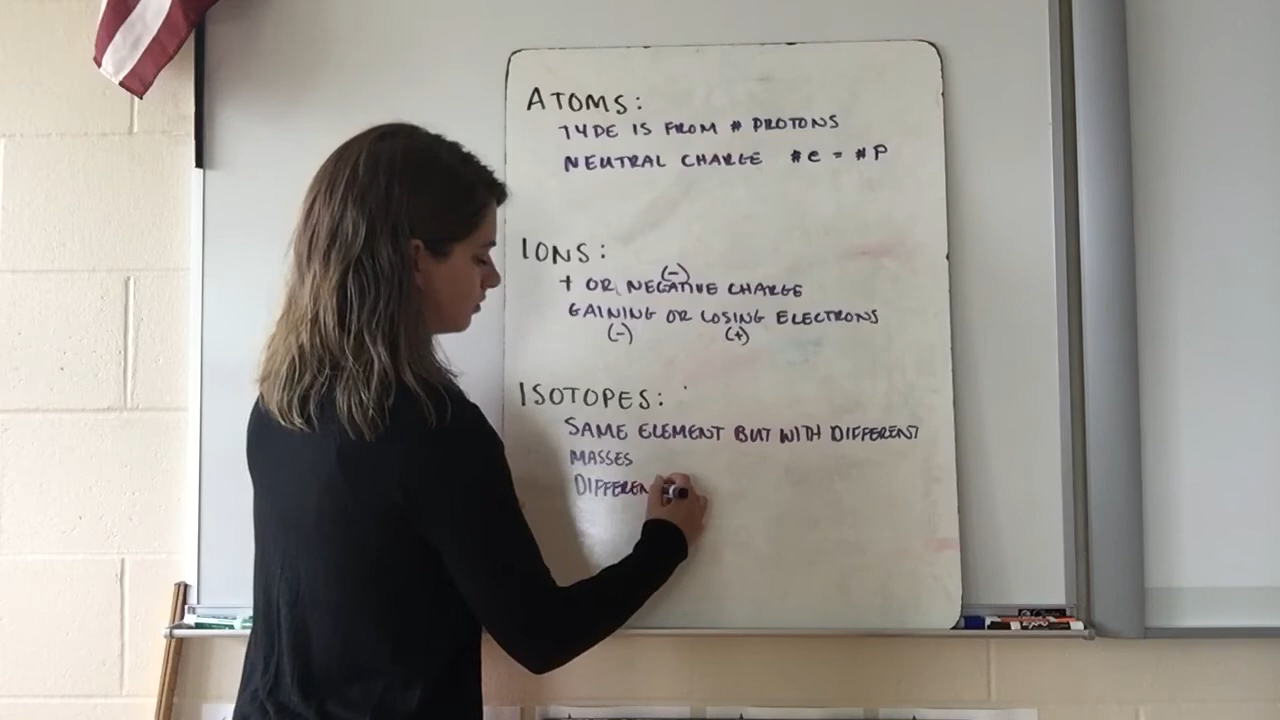 ATOMS:
TYPE IS FROM # PROTONS
NEUTRAL CHARGE #e = #P
IONS:
(-)
+ OR NEGATIVE CHARGE
GAINING OR LOSING ELECTRONS
(-) (+)
ISOTOPES:
SAME ELEMENT BUT WITH DIFFERENT
MASSES
DIFFEREN